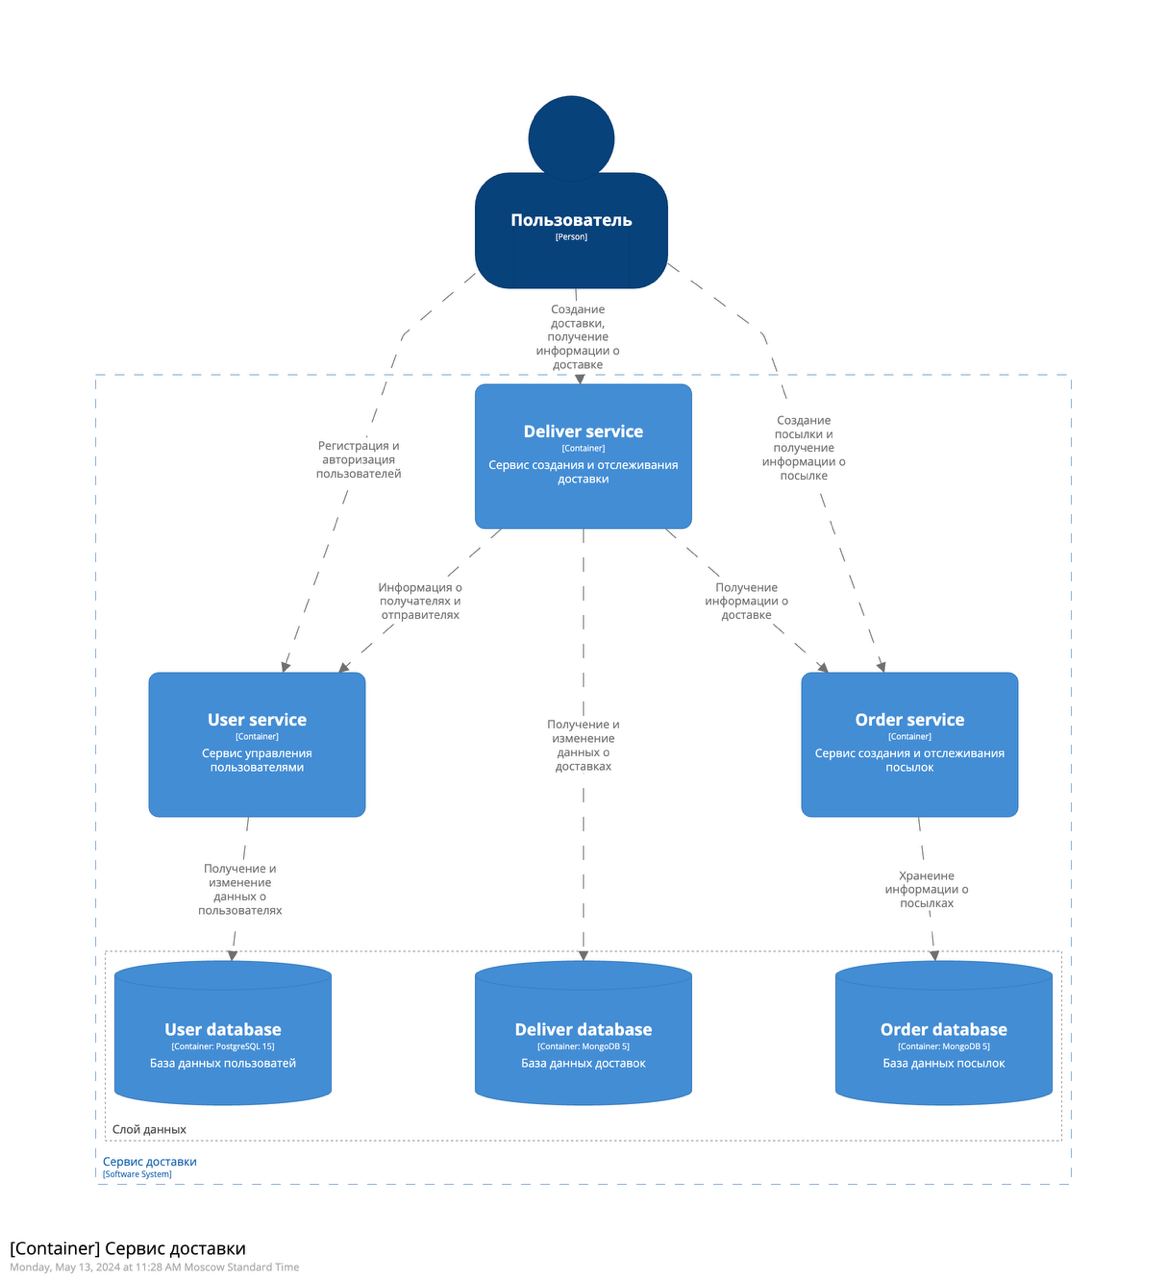 Пользователь
[Person]
Создание
доставки,
получение
информации о
доставке
Deliver service
[Container]
Сервис создания и отслеживания
доставки
Регистрация и
авторизация
пользователей
Создание
посылки и
получение
информации о
посылке
Информация о
получателях и
отправителях
Получение
информации о
доставке
User service
[Container]
Сервис управления
пользователями
Получение и
изменение
данных о
доставках
Order service
[Container]
Сервис создания и отслеживания
посылок
Получение и
изменение
данных о
пользователях
Хранеине
информации о
посылках
User database
[Container: PostgreSQL 15]
База данных пользоватей
Deliver database
[Container: MongoDB 5]
База данных доставок
Order database
[Container: MongoDB 5]
База данных посылок
Слой данных
Сервис доставки
[Software System]
[Container] Сервис доставки
Monday, May 13, 2024 at 11:28 AM Moscow Standard Time